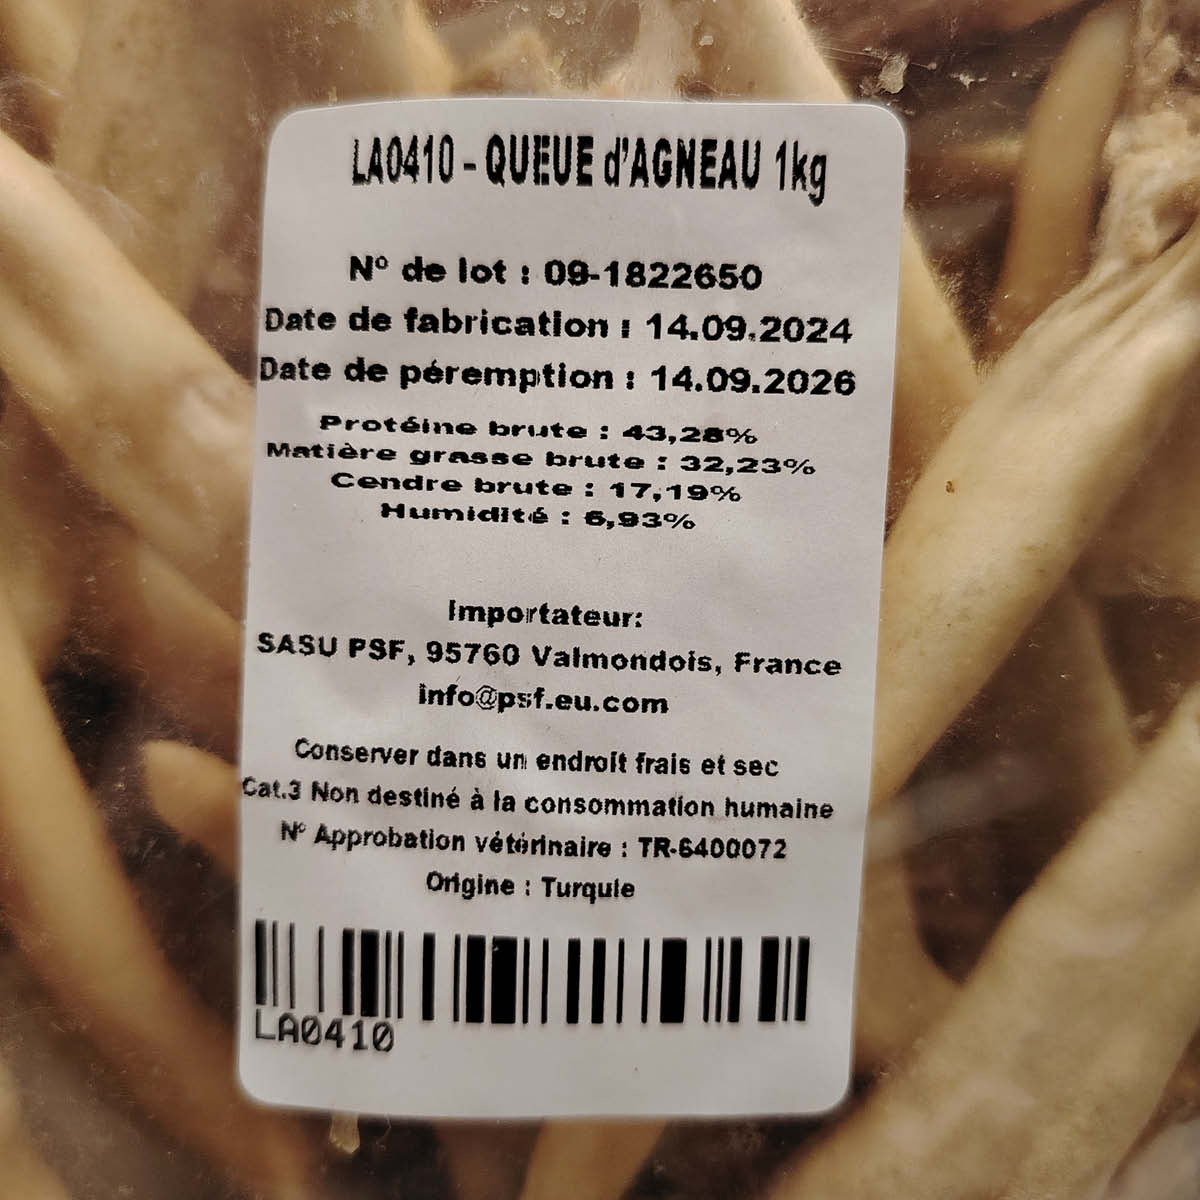 LA0410 - QUEUE d'AGNEAU 1kg
N° de lot : 09-1822650
Date de fabrication : 14.09.2024
Date de péremption : 14.09.2026
Protéine brute : 43,28%
Matière grasse brute : 32,23%
Cendre brute : 17,19%
Humidité : 6,93%
Importateur:
SASU PSF, 95760 Valmondois, France
info@psf.eu.com
Conserver dans un endroit frais et sec
Cat.3 Non destiné à la consommation humaine
N° Approbation vétérinaire : TR-6400072
Origine : Turquie
LA0410